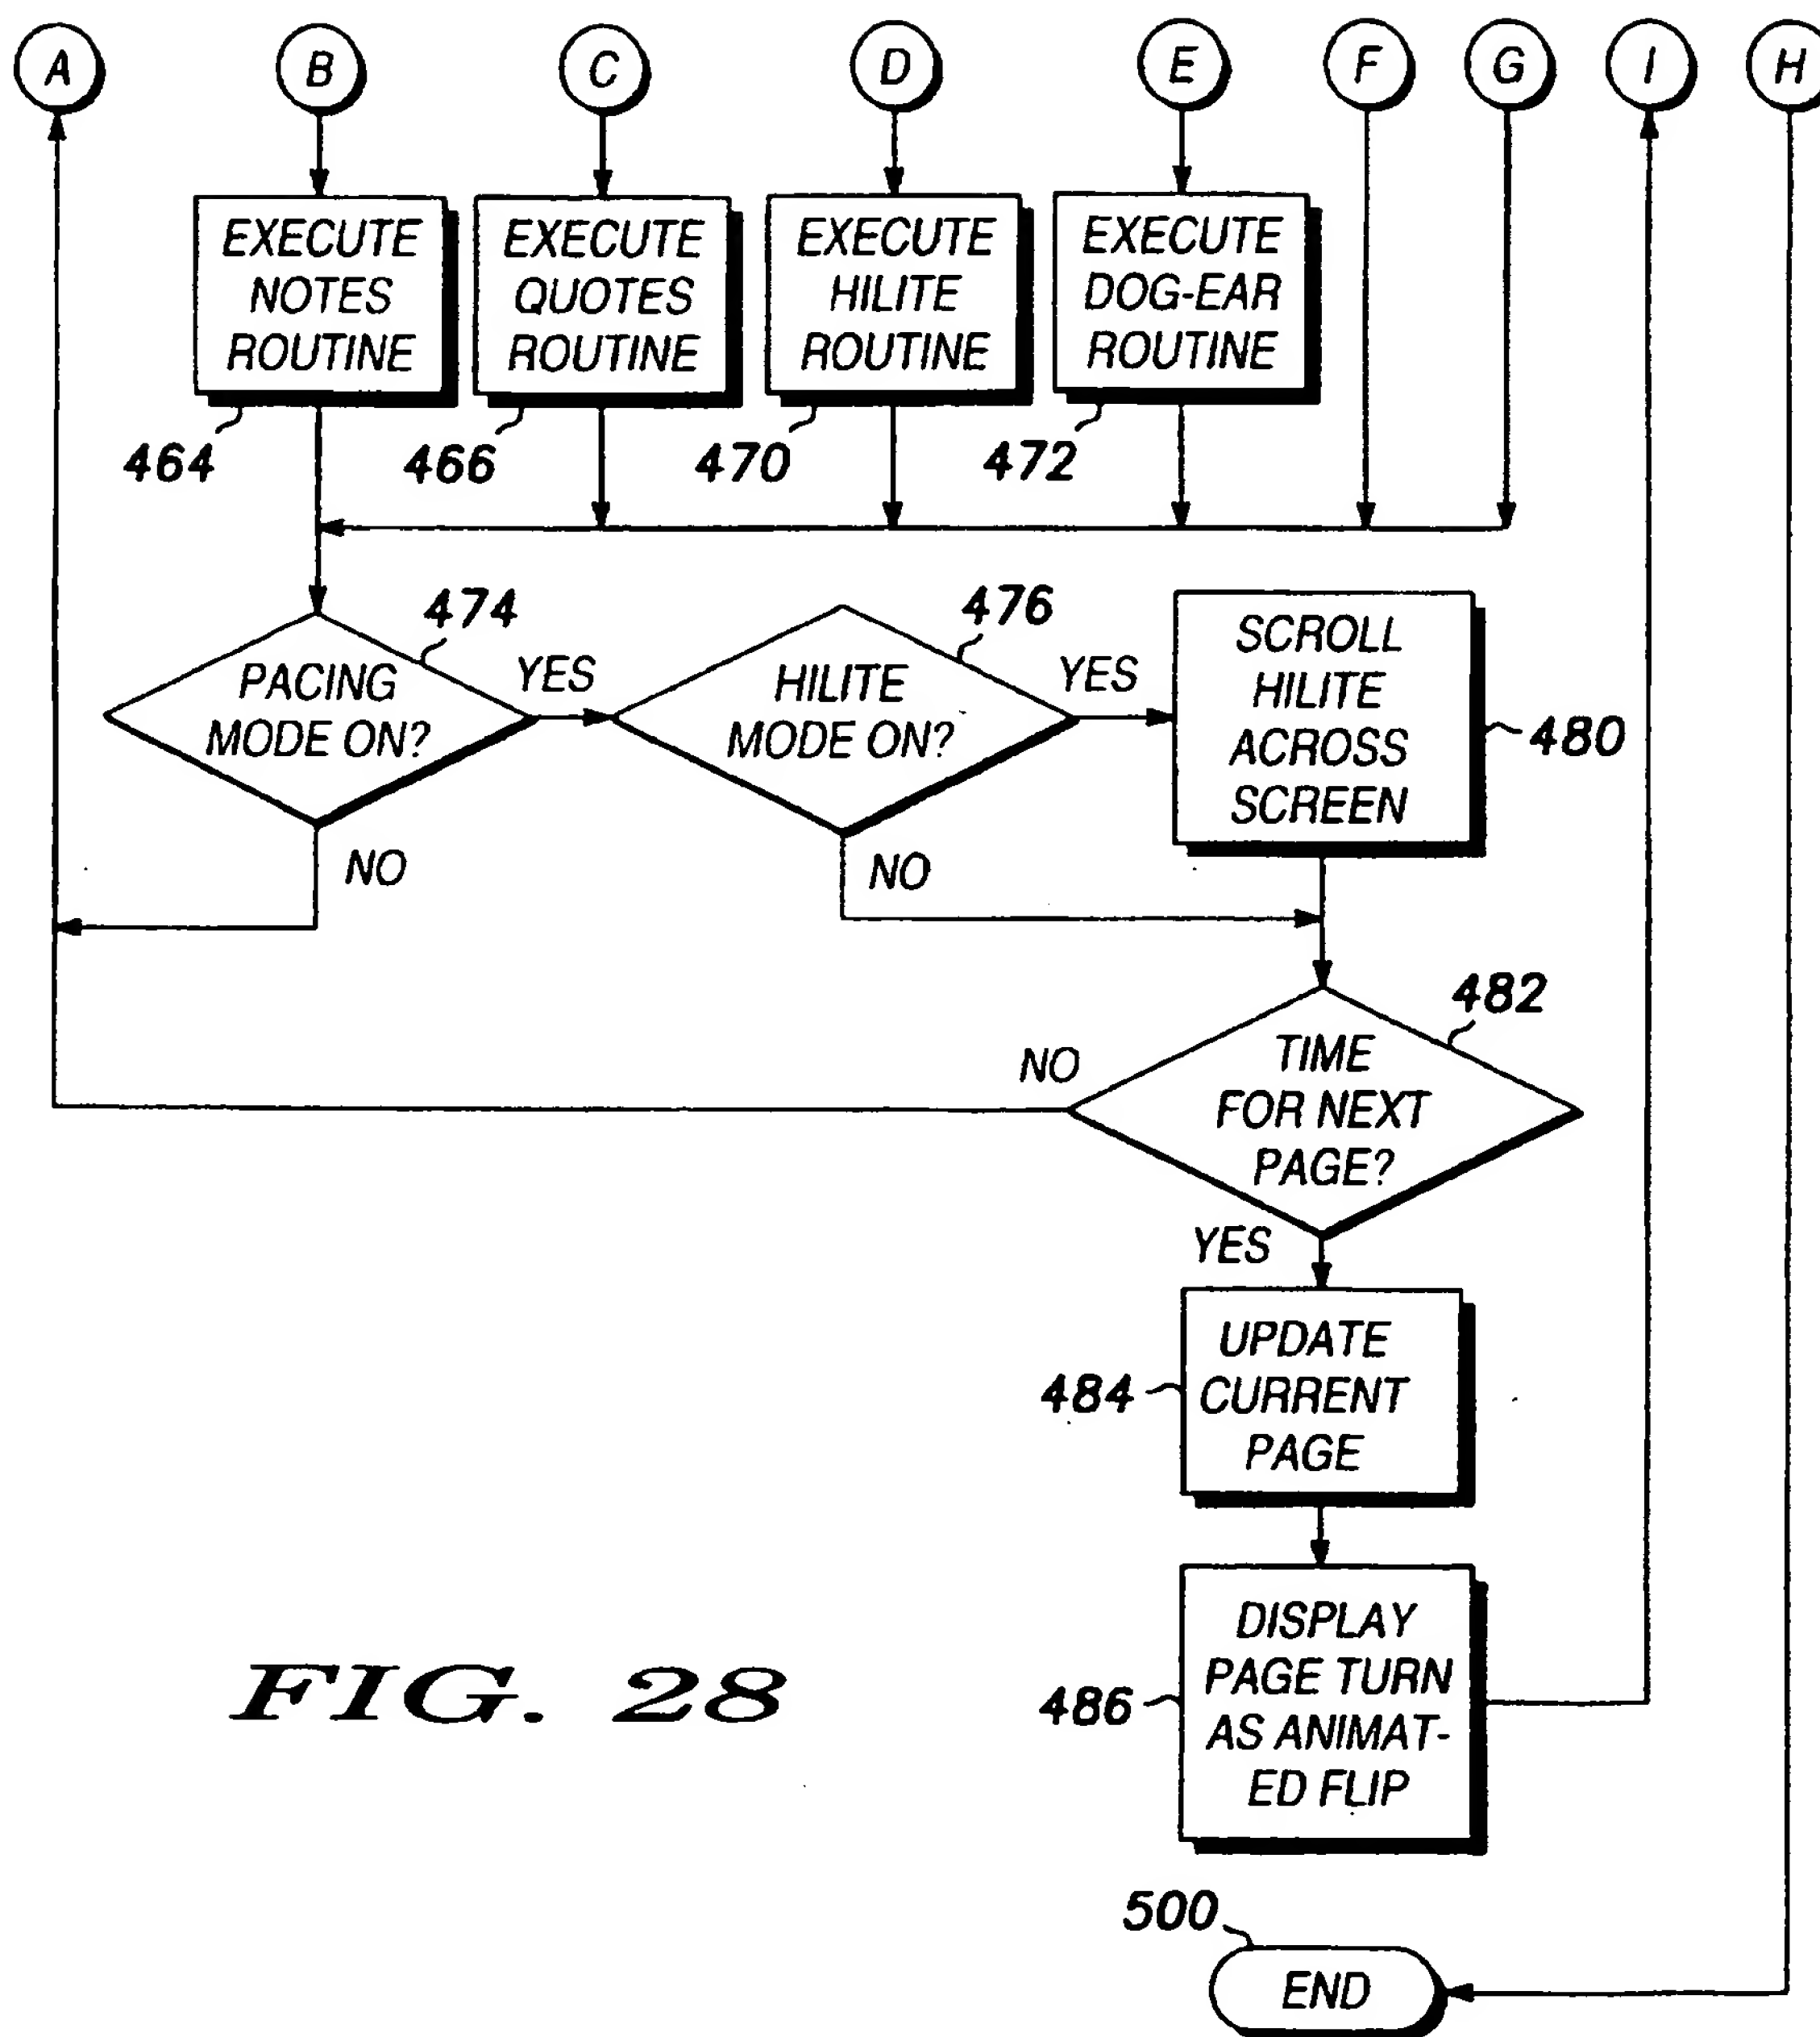 A B C D E F G I H
EXECUTE
NOTES
ROUTINE
464
EXECUTE
QUOTES
ROUTINE
466
EXECUTE
HILITE
ROUTINE
470
EXECUTE
DOG-EAR
ROUTINE
472
PACING
MODE ON?
474
YES
NO
HILITE
MODE ON?
476
YES
NO
SCROLL
HILITE
ACROSS
SCREEN
480
TIME
FOR NEXT
PAGE?
482
NO
YES
UPDATE
CURRENT
PAGE
484
DISPLAY
PAGE TURN
AS ANIMAT-
ED FLIP
486
FIG. 28
500
END